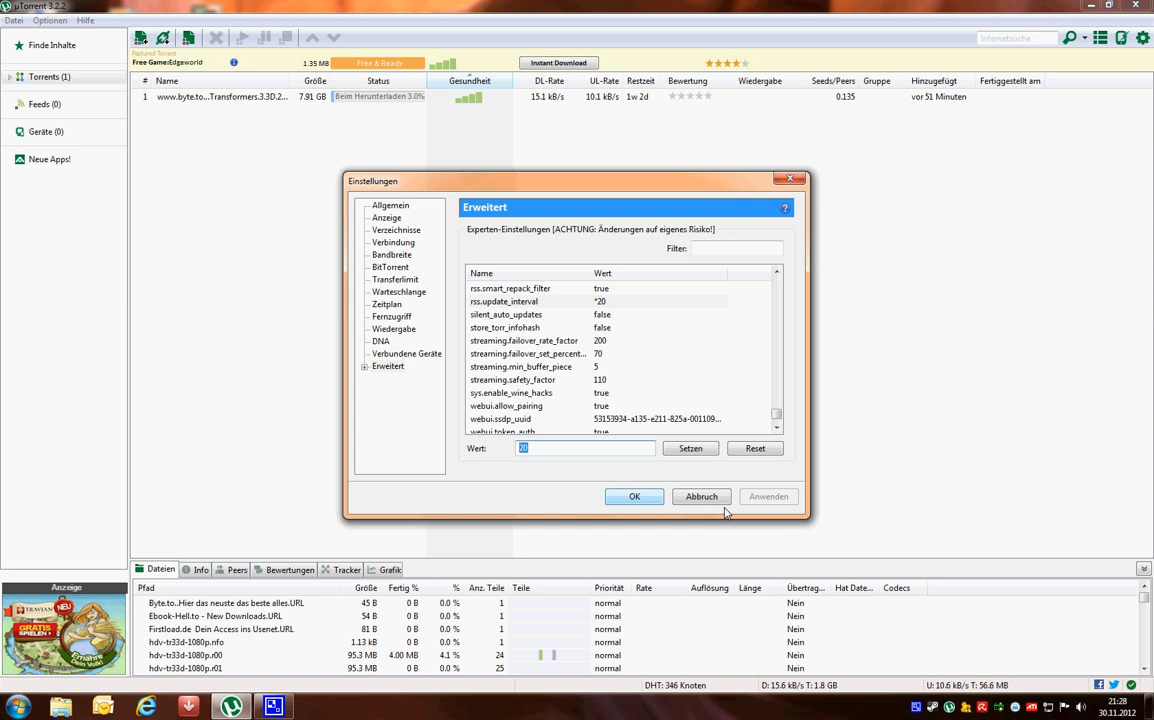 µTorrent 3.2.2
Datei Optionen Hilfe
Finde Inhalte
Internetsuche
Featured Torrent
Free Game:Edgeworld
1.35 MB
Free & Ready
Instant Download
Torrents (1)
# Name Größe Status Gesundheit DL-Rate UL-Rate Restzeit Bewertung Wiedergabe Seeds/Peers Gruppe Hinzugefügt Fertiggestellt am
1 www.byte.to...Transformers.3.3D.2... 7.91 GB Beim Herunterladen 3.0% 15.1 kB/s 10.1 kB/s 1w 2d 0.135 vor 51 Minuten
Feeds (0)
Geräte (0)
Neue Apps!
Einstellungen
Allgemein
Anzeige
Verzeichnisse
Verbindung
Bandbreite
BitTorrent
Transferlimit
Warteschlange
Zeitplan
Fernzugriff
Wiedergabe
DNA
Verbundene Geräte
Erweitert
Erweitert
Experten-Einstellungen [ACHTUNG: Änderungen auf eigenes Risiko!]
Filter:
Name Wert
rss.smart_repack_filter true
rss.update_interval *20
silent_auto_updates false
store_torr_infohash false
streaming.failover_rate_factor 200
streaming.failover_set_percent... 70
streaming.min_buffer_piece 5
streaming.safety_factor 110
sys.enable_wine_hacks true
webui.allow_pairing true
webui.ssdp_uuid 53153934-a135-e211-825a-001109...
webui.token_auth true
Wert: 20 Setzen Reset
OK Abbruch Anwenden
Dateien Info Peers Bewertungen Tracker Grafik
Pfad Größe Fertig % % Anz. Teile Teile Priorität Rate Auflösung Länge Übertrag... Hat Date... Codecs
Byte.to..Hier das neuste das beste alles.URL 45 B 0 B 0.0 % 1 normal Nein
Ebook-Hell.to - New Downloads.URL 54 B 0 B 0.0 % 1 normal Nein
Firstload.de Dein Access ins Usenet.URL 81 B 0 B 0.0 % 1 normal Nein
hdv-tr33d-1080p.nfo 1.13 kB 0 B 0.0 % 1 normal Nein
hdv-tr33d-1080p.r00 95.3 MB 4.00 MB 4.1 % 24 normal Nein
hdv-tr33d-1080p.r01 95.3 MB 0 B 0.0 % 25 normal Nein
Anzeige
TRAVIAN
NEU
GRATIS
SPIELEN
Ernähre
Dein Volk!
DHT: 346 Knoten D: 15.6 kB/s T: 1.8 GB U: 10.6 kB/s T: 56.6 MB
21:28
30.11.2012